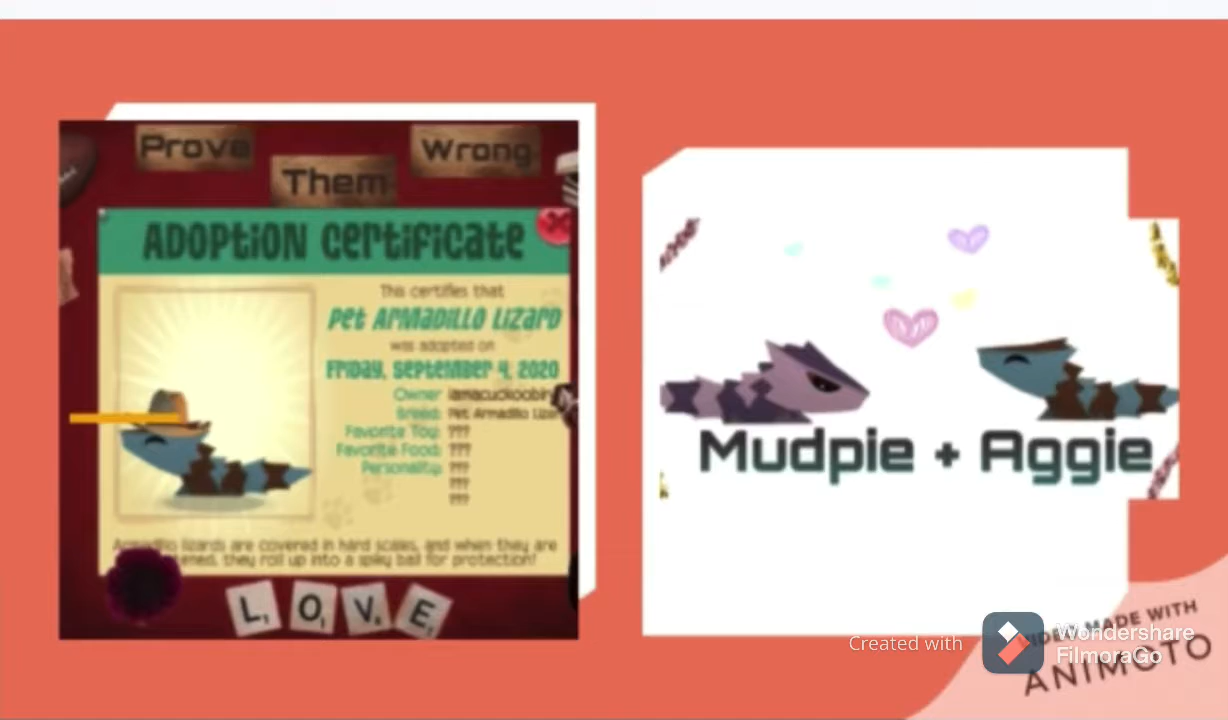 Prove
Them
Wrong
ADOPTION CERTIFICATE
This certifies that
Pet Armadillo Lizard
was adopted on
Friday, September 4, 2020
Owner
Breed: Pet Armadillo
Favorite Toy: ???
Favorite Food: ???
Personality: ???
???
???
lizards are covered in hard scales, and when they are
they roll up into a spiky ball for protection!
LOVE
Mudpie + Aggie
Created with
Wondershare
FilmoraGo
MADE WITH
ANIMOTO